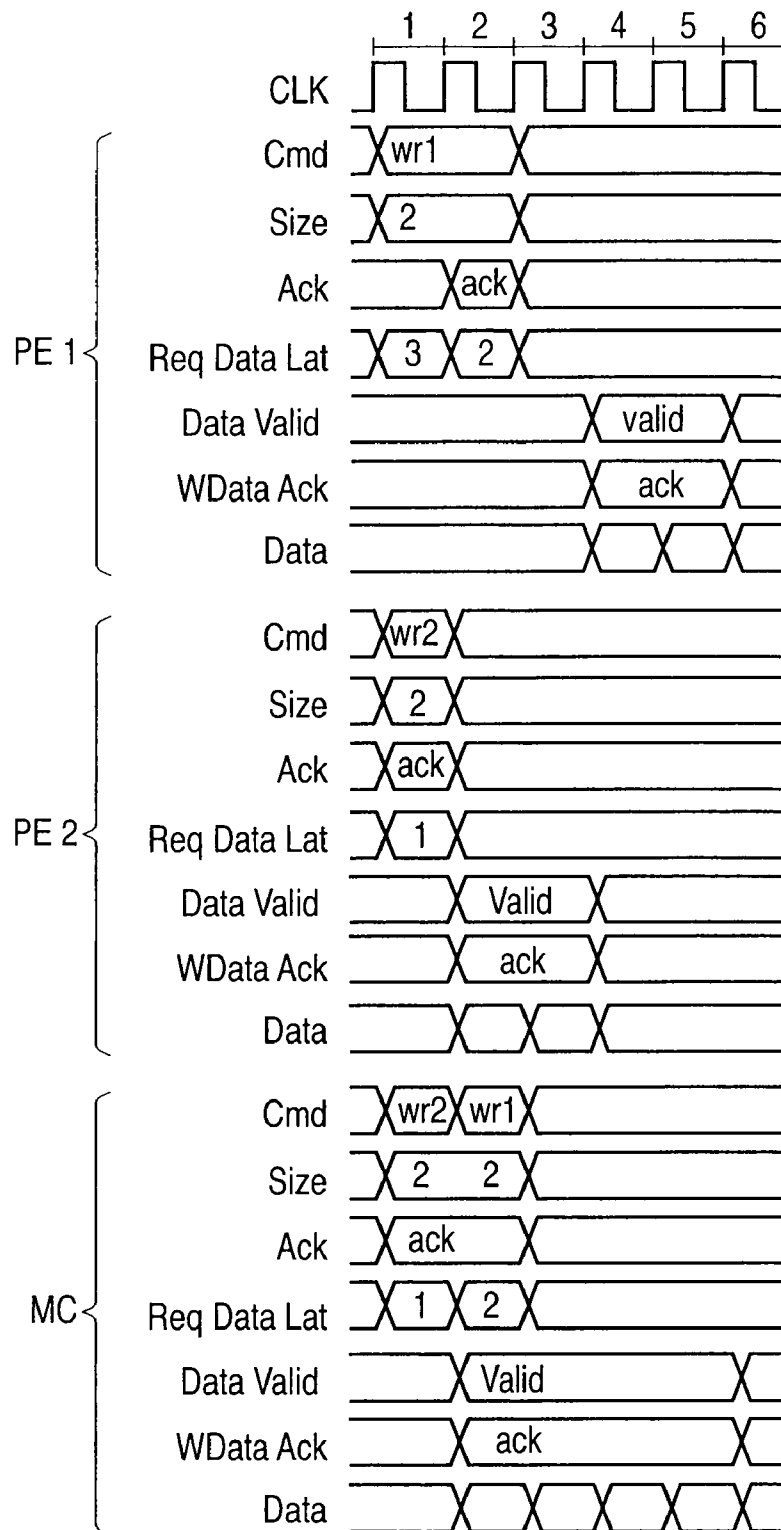 1 2 3 4 5 6
CLK
PE 1
Cmd wr1
Size 2
Ack ack
Req Data Lat 3 2
Data Valid valid
WData Ack ack
Data
PE 2
Cmd wr2
Size 2
Ack ack
Req Data Lat 1
Data Valid Valid
WData Ack ack
Data
MC
Cmd wr2 wr1
Size 2 2
Ack ack
Req Data Lat 1 2
Data Valid Valid
WData Ack ack
Data